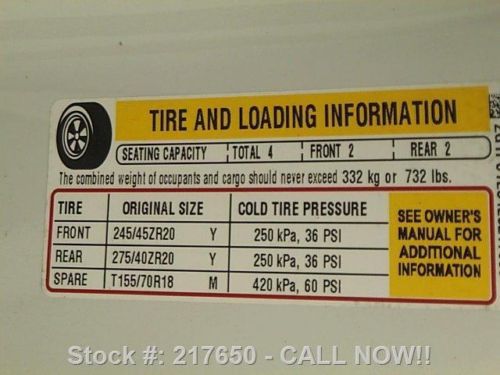 TIRE AND LOADING INFORMATION
SEATING CAPACITY TOTAL 4 FRONT 2 REAR 2
The combined weight of occupants and cargo should never exceed 332 kg or 732 lbs.
TIRE ORIGINAL SIZE COLD TIRE PRESSURE
FRONT 245/45ZR20 Y 250 kPa, 36 PSI
REAR 275/40ZR20 Y 250 kPa, 36 PSI
SPARE T155/70R18 M 420 kPa, 60 PSI
SEE OWNER'S
MANUAL FOR
ADDITIONAL
INFORMATION
Stock #: 217650 - CALL NOW!!